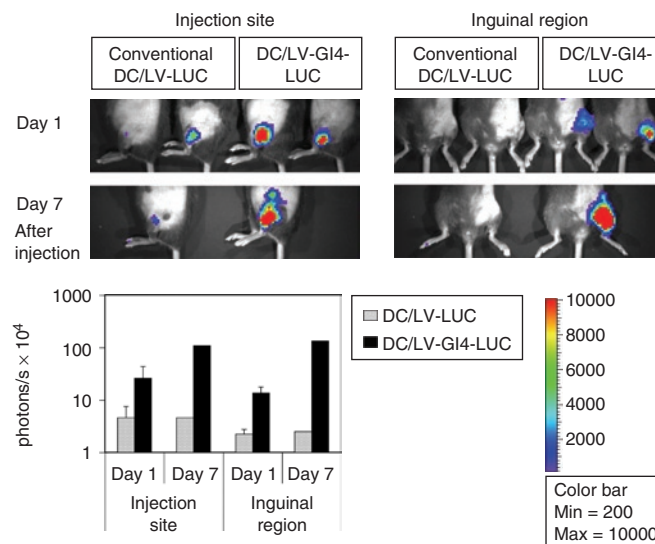 Injection site
Inguinal region
Conventional
DC/LV-LUC
DC/LV-GI4-
LUC
Conventional
DC/LV-LUC
DC/LV-GI4-
LUC
Day 1
Day 7
After
injection
1000
100
10
1
photons/s × 10⁴
Day 1
Day 7
Day 1
Day 7
Injection
site
Inguinal
region
DC/LV-LUC
DC/LV-GI4-LUC
10000
8000
6000
4000
2000
Color bar
Min = 200
Max = 10000